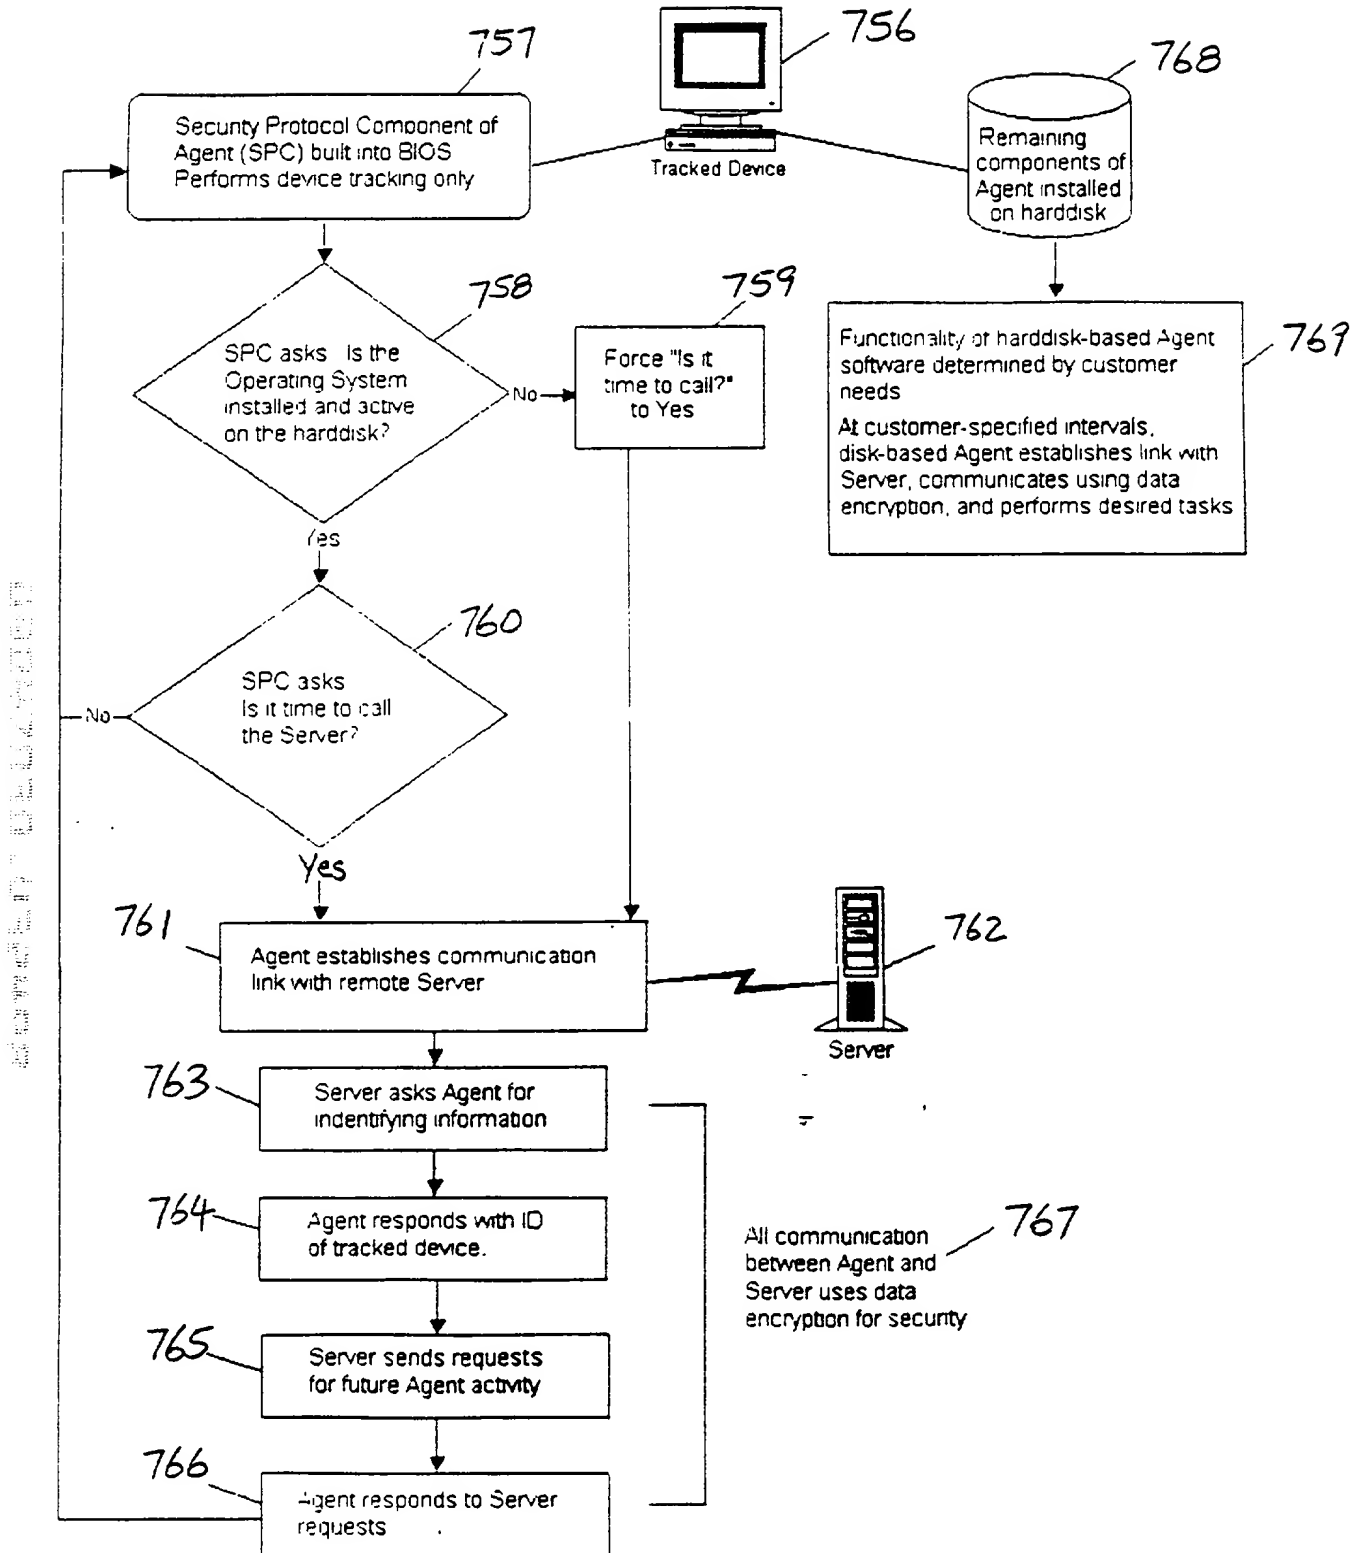 757
756
768
Security Protocol Component of
Agent (SPC) built into BIOS
Performs device tracking only
Tracked Device
Remaining
components of
Agent installed
on harddisk
758
759
769
SPC asks Is the
Operating System
installed and active
on the harddisk?
No
Force "Is it
time to call?"
to Yes
Functionality of harddisk-based Agent
software determined by customer
needs
At customer-specified intervals,
disk-based Agent establishes link with
Server, communicates using data
encryption, and performs desired tasks
Yes
760
SPC asks
Is it time to call
the Server?
No
Yes
761
Agent establishes communication
link with remote Server
762
Server
763
Server asks Agent for
indentifying information
764
Agent responds with ID
of tracked device.
767
All communication
between Agent and
Server uses data
encryption for security
765
Server sends requests
for future Agent activity
766
Agent responds to Server
requests